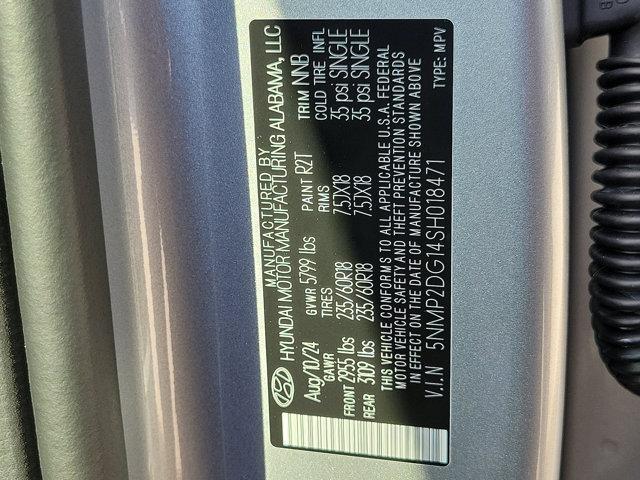 MANUFACTURED BY
HYUNDAI MOTOR MANUFACTURING ALABAMA, LLC
Aug/10/24 GVWR 5799 lbs PAINT R2T TRIM NNB
GAWR TIRES RIMS COLD TIRE INFL
FRONT 2955 lbs 235/60R18 7.5JX18 35 psi SINGLE
REAR 3109 lbs 235/60R18 7.5JX18 35 psi SINGLE
THIS VEHICLE CONFORMS TO ALL APPLICABLE U.S.A. FEDERAL
MOTOR VEHICLE SAFETY AND THEFT PREVENTION STANDARDS
IN EFFECT ON THE DATE OF MANUFACTURE SHOWN ABOVE
V.I.N 5NMP2DG14SH018471 TYPE: MPV